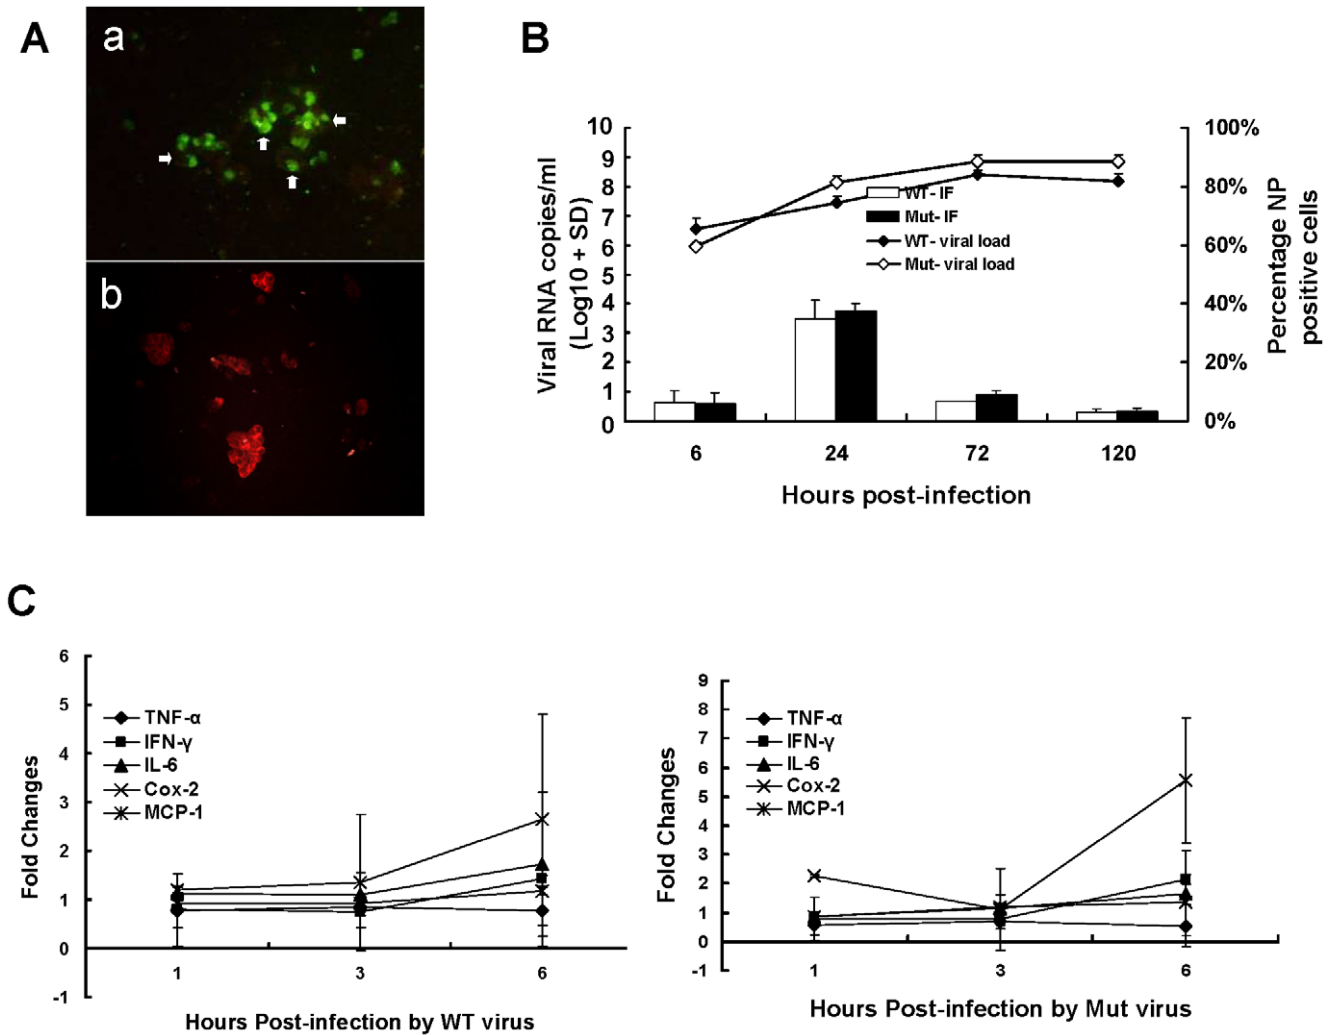 A
a
b
B
Viral RNA copies/ml
(Log10 + SD)
10
9
8
7
6
5
4
3
2
1
0
WT- IF
Mut- IF
WT- viral load
Mut- viral load
100%
80%
60%
40%
20%
0%
Percentage NP
positive cells
6 24 72 120
Hours post-infection
C
Fold Changes
6
5
4
3
2
1
0
-1
TNF-α
IFN-γ
IL-6
Cox-2
MCP-1
1 3 6
Hours Post-infection by WT virus
Fold Changes
9
8
7
6
5
4
3
2
1
0
-1
TNF-α
IFN-γ
IL-6
Cox-2
MCP-1
1 3 6
Hours Post-infection by Mut virus